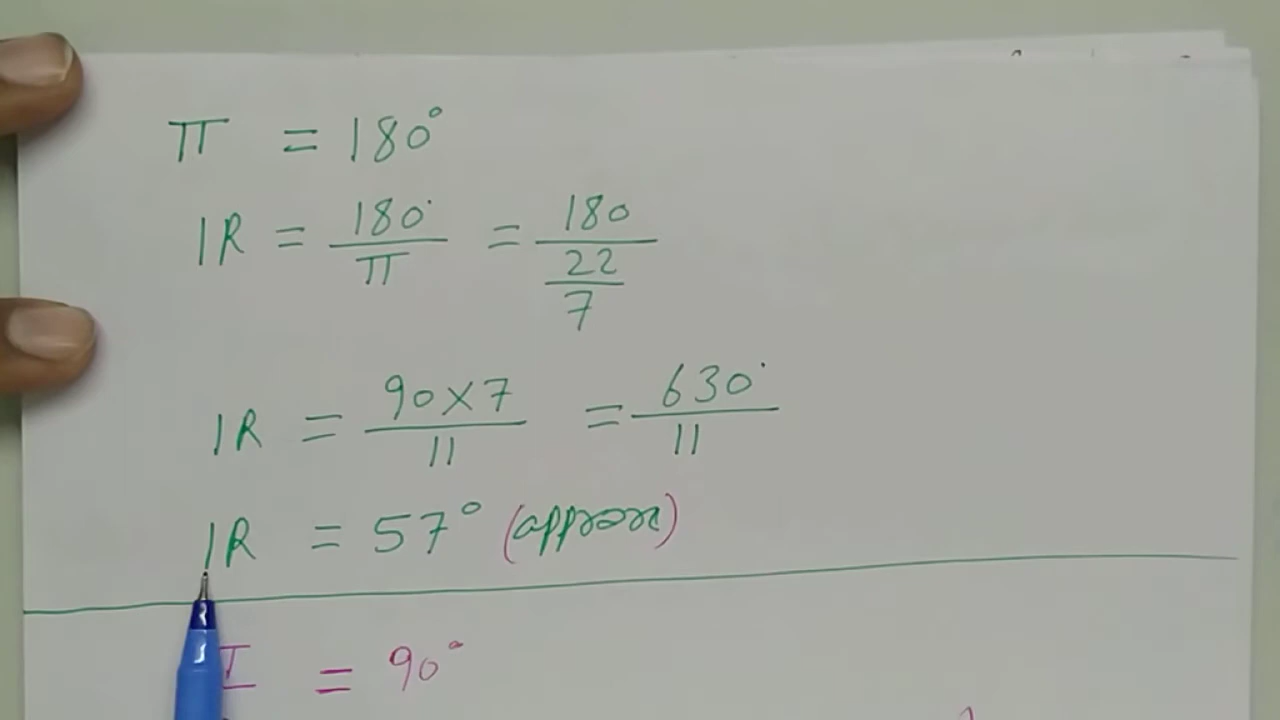 π = 180°
1R = 180° / π = 180 / 22/7
1R = 90×7 / 11 = 630° / 11
1R = 57° (approx)
= 90°